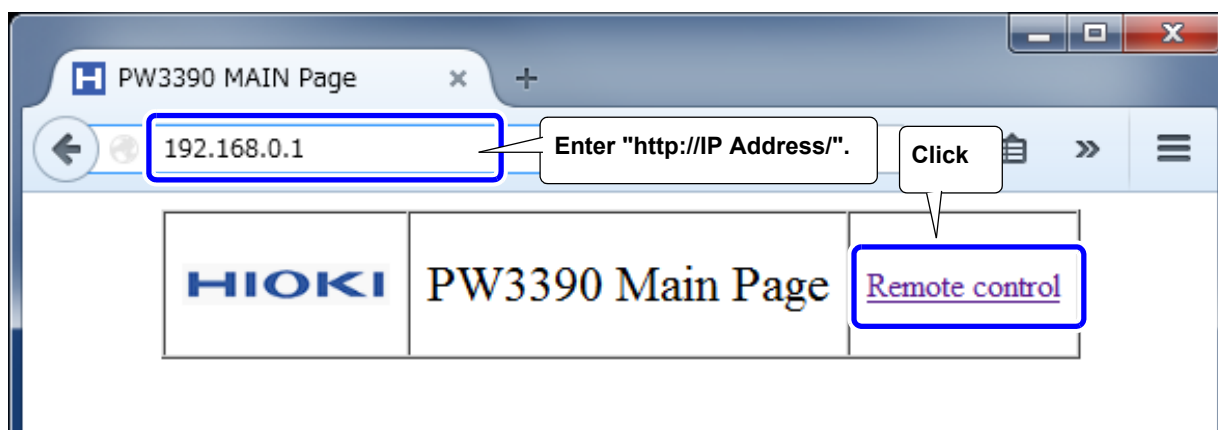 PW3390 MAIN Page
192.168.0.1
Enter "http://IP Address/".
Click
HIOKI
PW3390 Main Page
Remote control